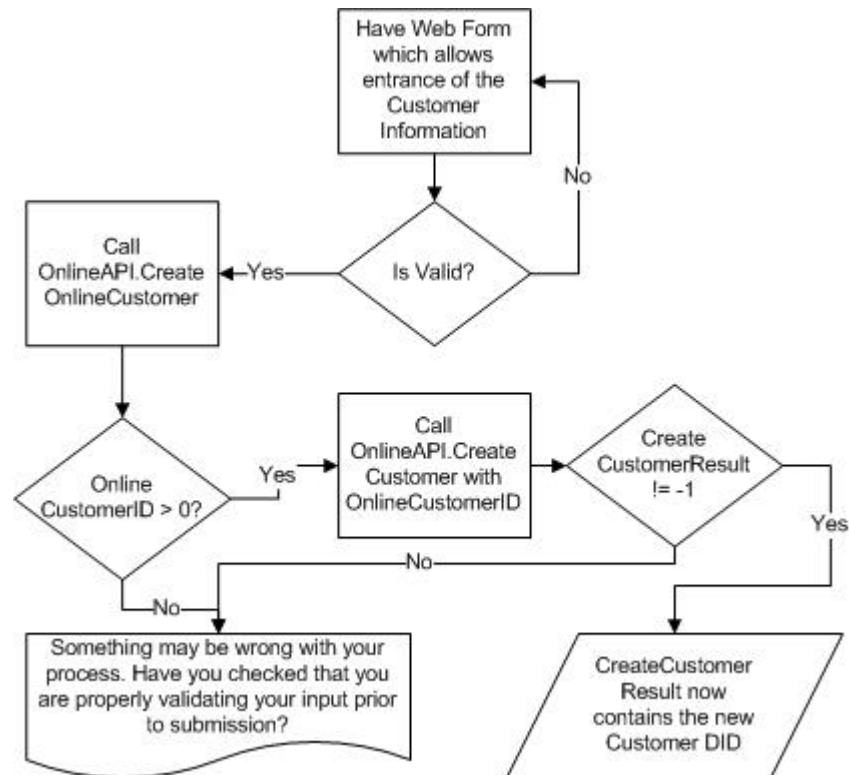 Have Web Form
which allows
entrance of the
Customer
Information
No
Is Valid?
Yes
Call
OnlineAPI.Create
OnlineCustomer
Online
CustomerID > 0?
Yes
Call
OnlineAPI.Create
Customer with
OnlineCustomerID
Create
CustomerResult
!= -1
Yes
No
No
Something may be wrong with your
process. Have you checked that you
are properly validating your input prior
to submission?
CreateCustomer
Result now
contains the new
Customer DID